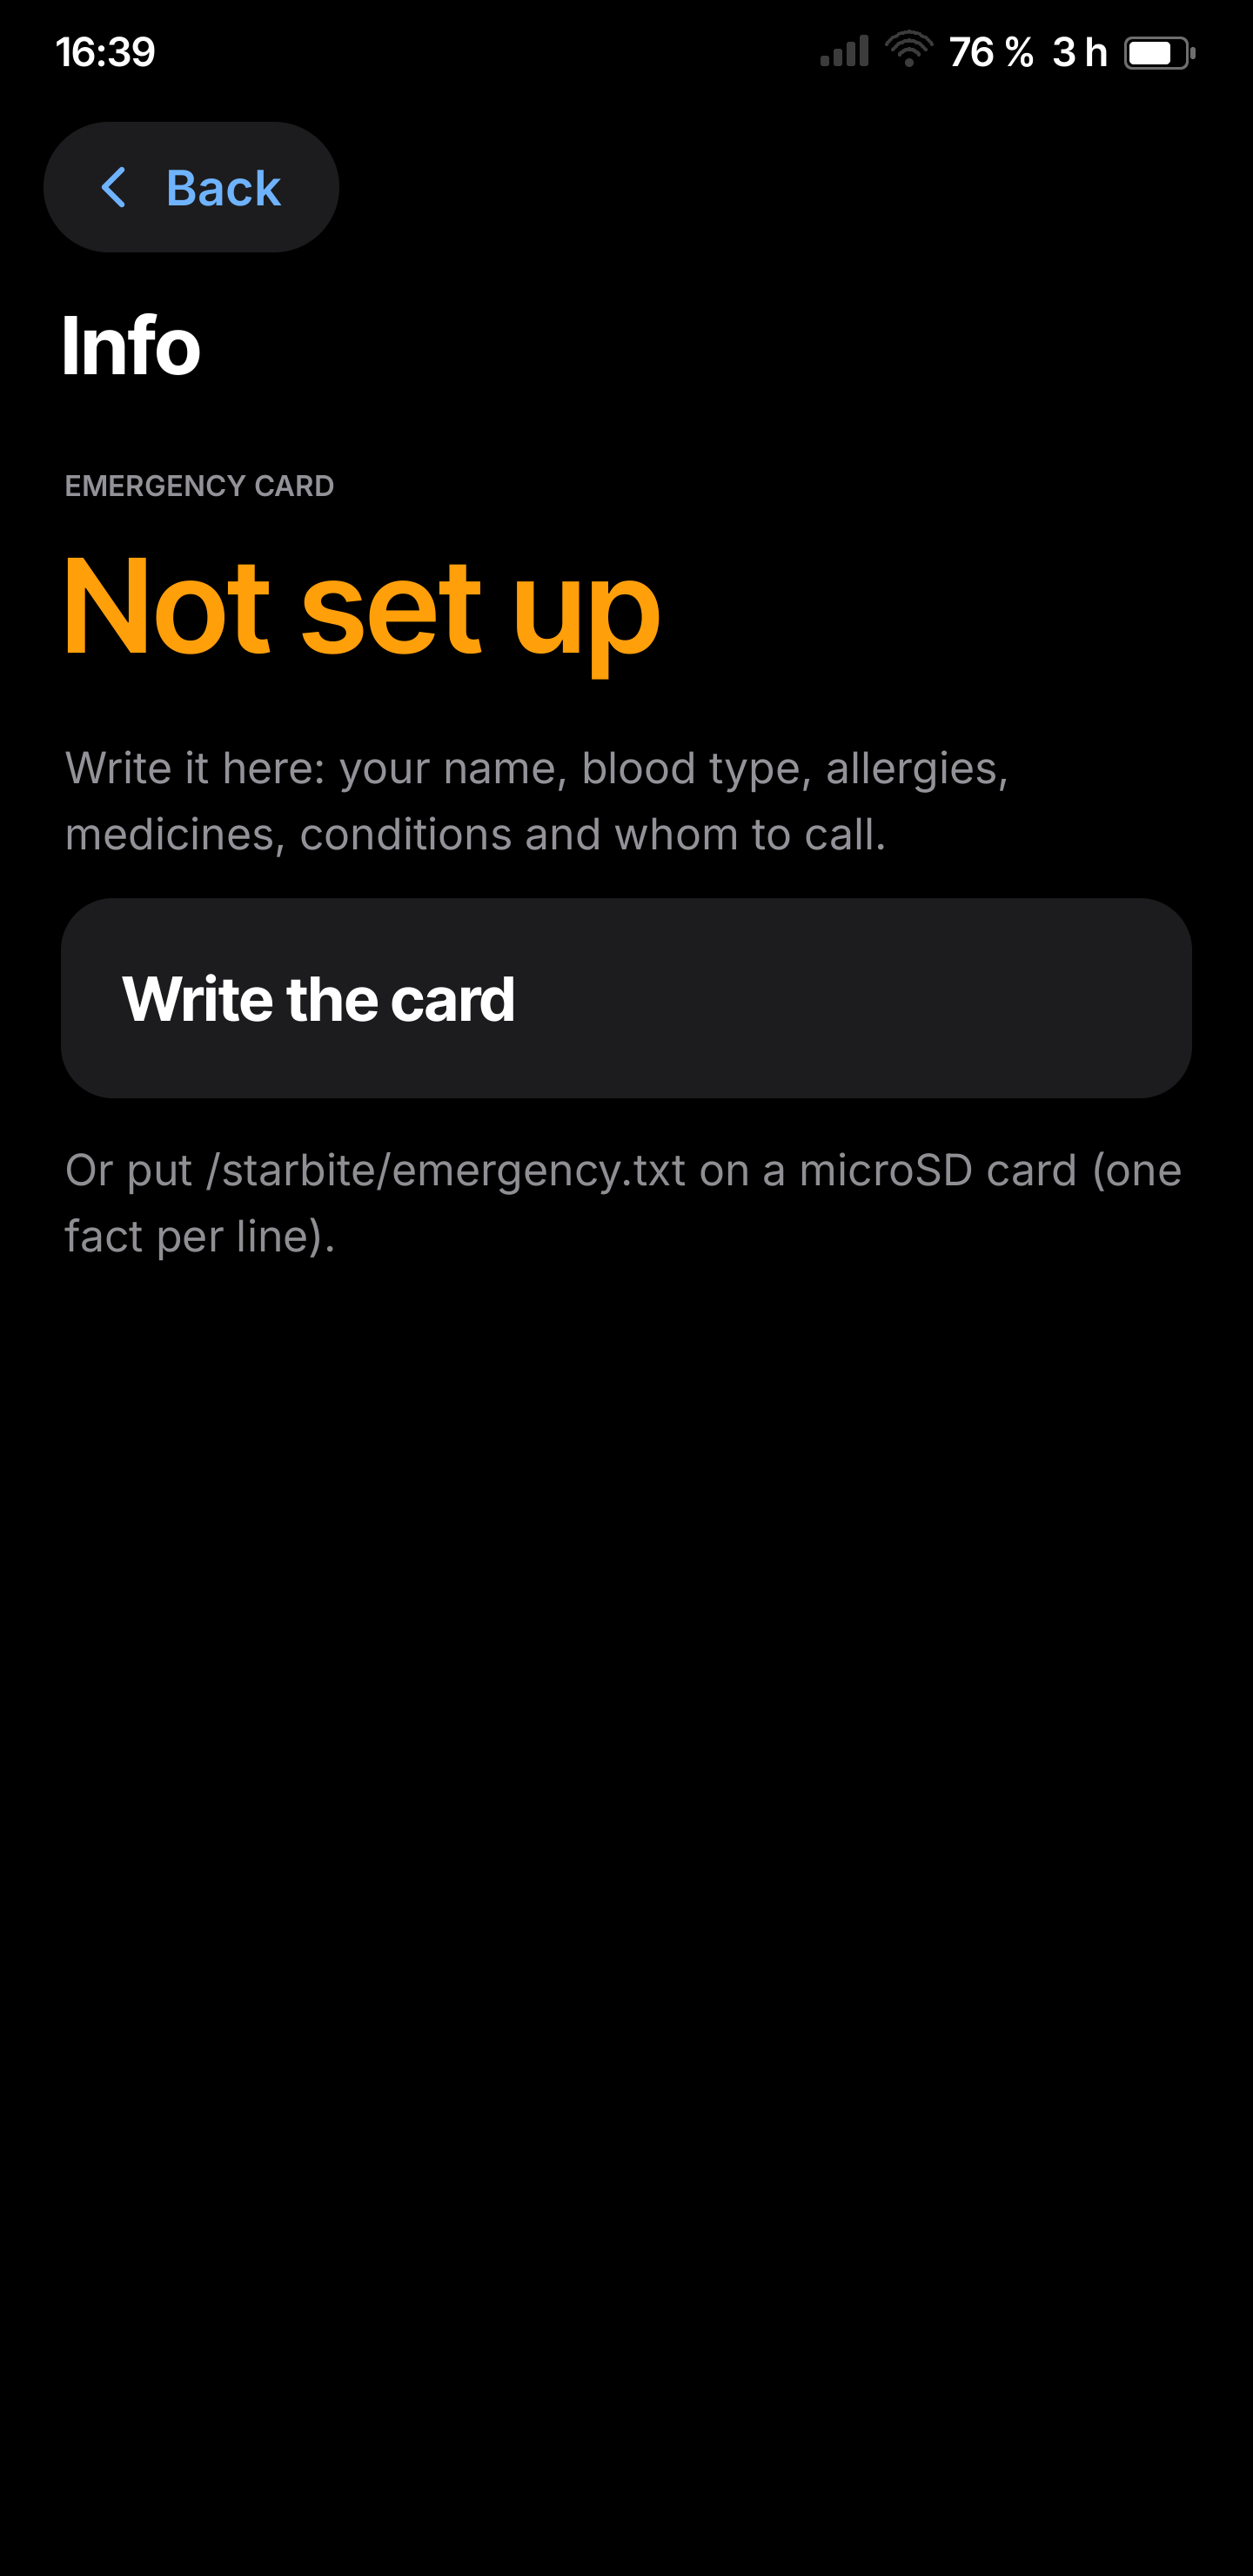 16:39
76 % 3 h
Back
Info
EMERGENCY CARD
Not set up
Write it here: your name, blood type, allergies,
medicines, conditions and whom to call.
Write the card
Or put /starbite/emergency.txt on a microSD card (one
fact per line).